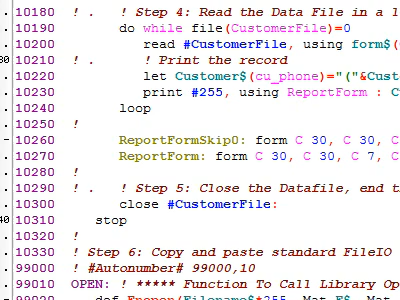 10180 ! . ! Step 4: Read the Data File in a l
10190 do while file(CustomerFile)=0
10200 read #CustomerFile, using form$(
10210 ! . ! Print the record
10220 let Customer$(cu_phone)="("&Cust
10230 print #255, using ReportForm : C
10240 loop
10250 !
10260 ReportFormSkip0: form C 30, C 30, C
10270 ReportForm: form C 30, C 30, C 7, C
10280 !
10290 ! . ! Step 5: Close the Datafile, end t
10300 close #CustomerFile:
10310 stop
10320 !
10330 ! Step 6: Copy and paste standard FileIO
99000 ! #Autonumber# 99000,10
99010 OPEN: ! ***** Function To Call Library Op